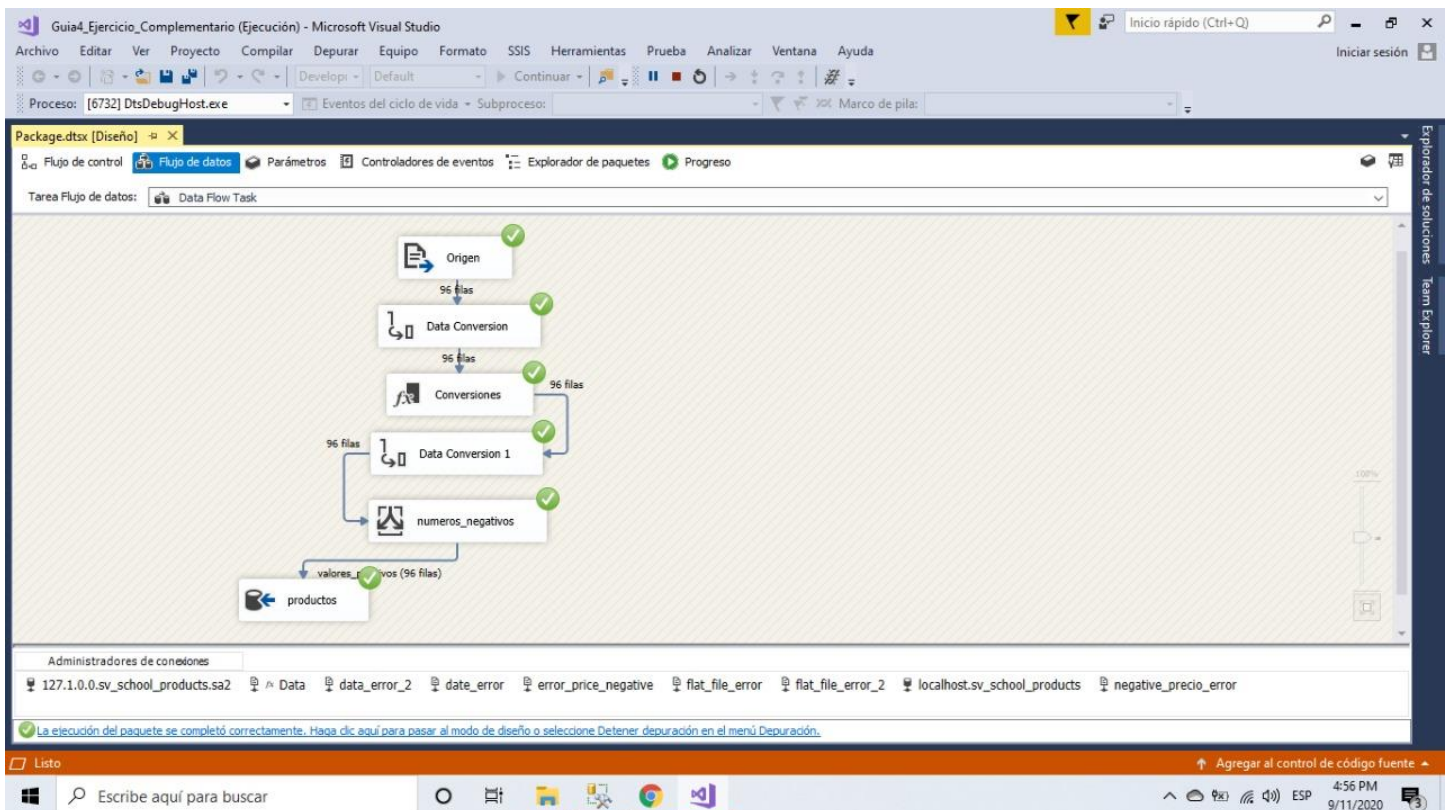 Guia4_Ejercicio_Complementario (Ejecución) - Microsoft Visual Studio
Inicio rápido (Ctrl+Q)
Archivo Editar Ver Proyecto Compilar Depurar Equipo Formato SSIS Herramientas Prueba Analizar Ventana Ayuda
Iniciar sesión
Default
Continuar
Proceso: [6732] DtsDebugHost.exe
Eventos del ciclo de vida
Subproceso:
Marco de pila:
Package.dtsx [Diseño]
Flujo de control Flujo de datos Parámetros Controladores de eventos Explorador de paquetes Progreso
Tarea Flujo de datos: Data Flow Task
Origen
96 filas
Data Conversion
96 filas
Conversiones
96 filas
96 filas
Data Conversion 1
numeros_negativos
(96 filas)
productos
100%
Explorador de soluciones
Team Explorer
Administradores de conexiones
127.1.0.0.sv_school_products.sa2 fx Data data_error_2 date_error error_price_negative flat_file_error flat_file_error_2 localhost.sv_school_products negative_precio_error
La ejecución del paquete se completó correctamente. Haga clic aquí para pasar al modo de diseño o seleccione Detener depuración en el menú Depuración.
Listo
Agregar al control de código fuente
Escribe aquí para buscar
ESP
4:56 PM
9/11/2020
3